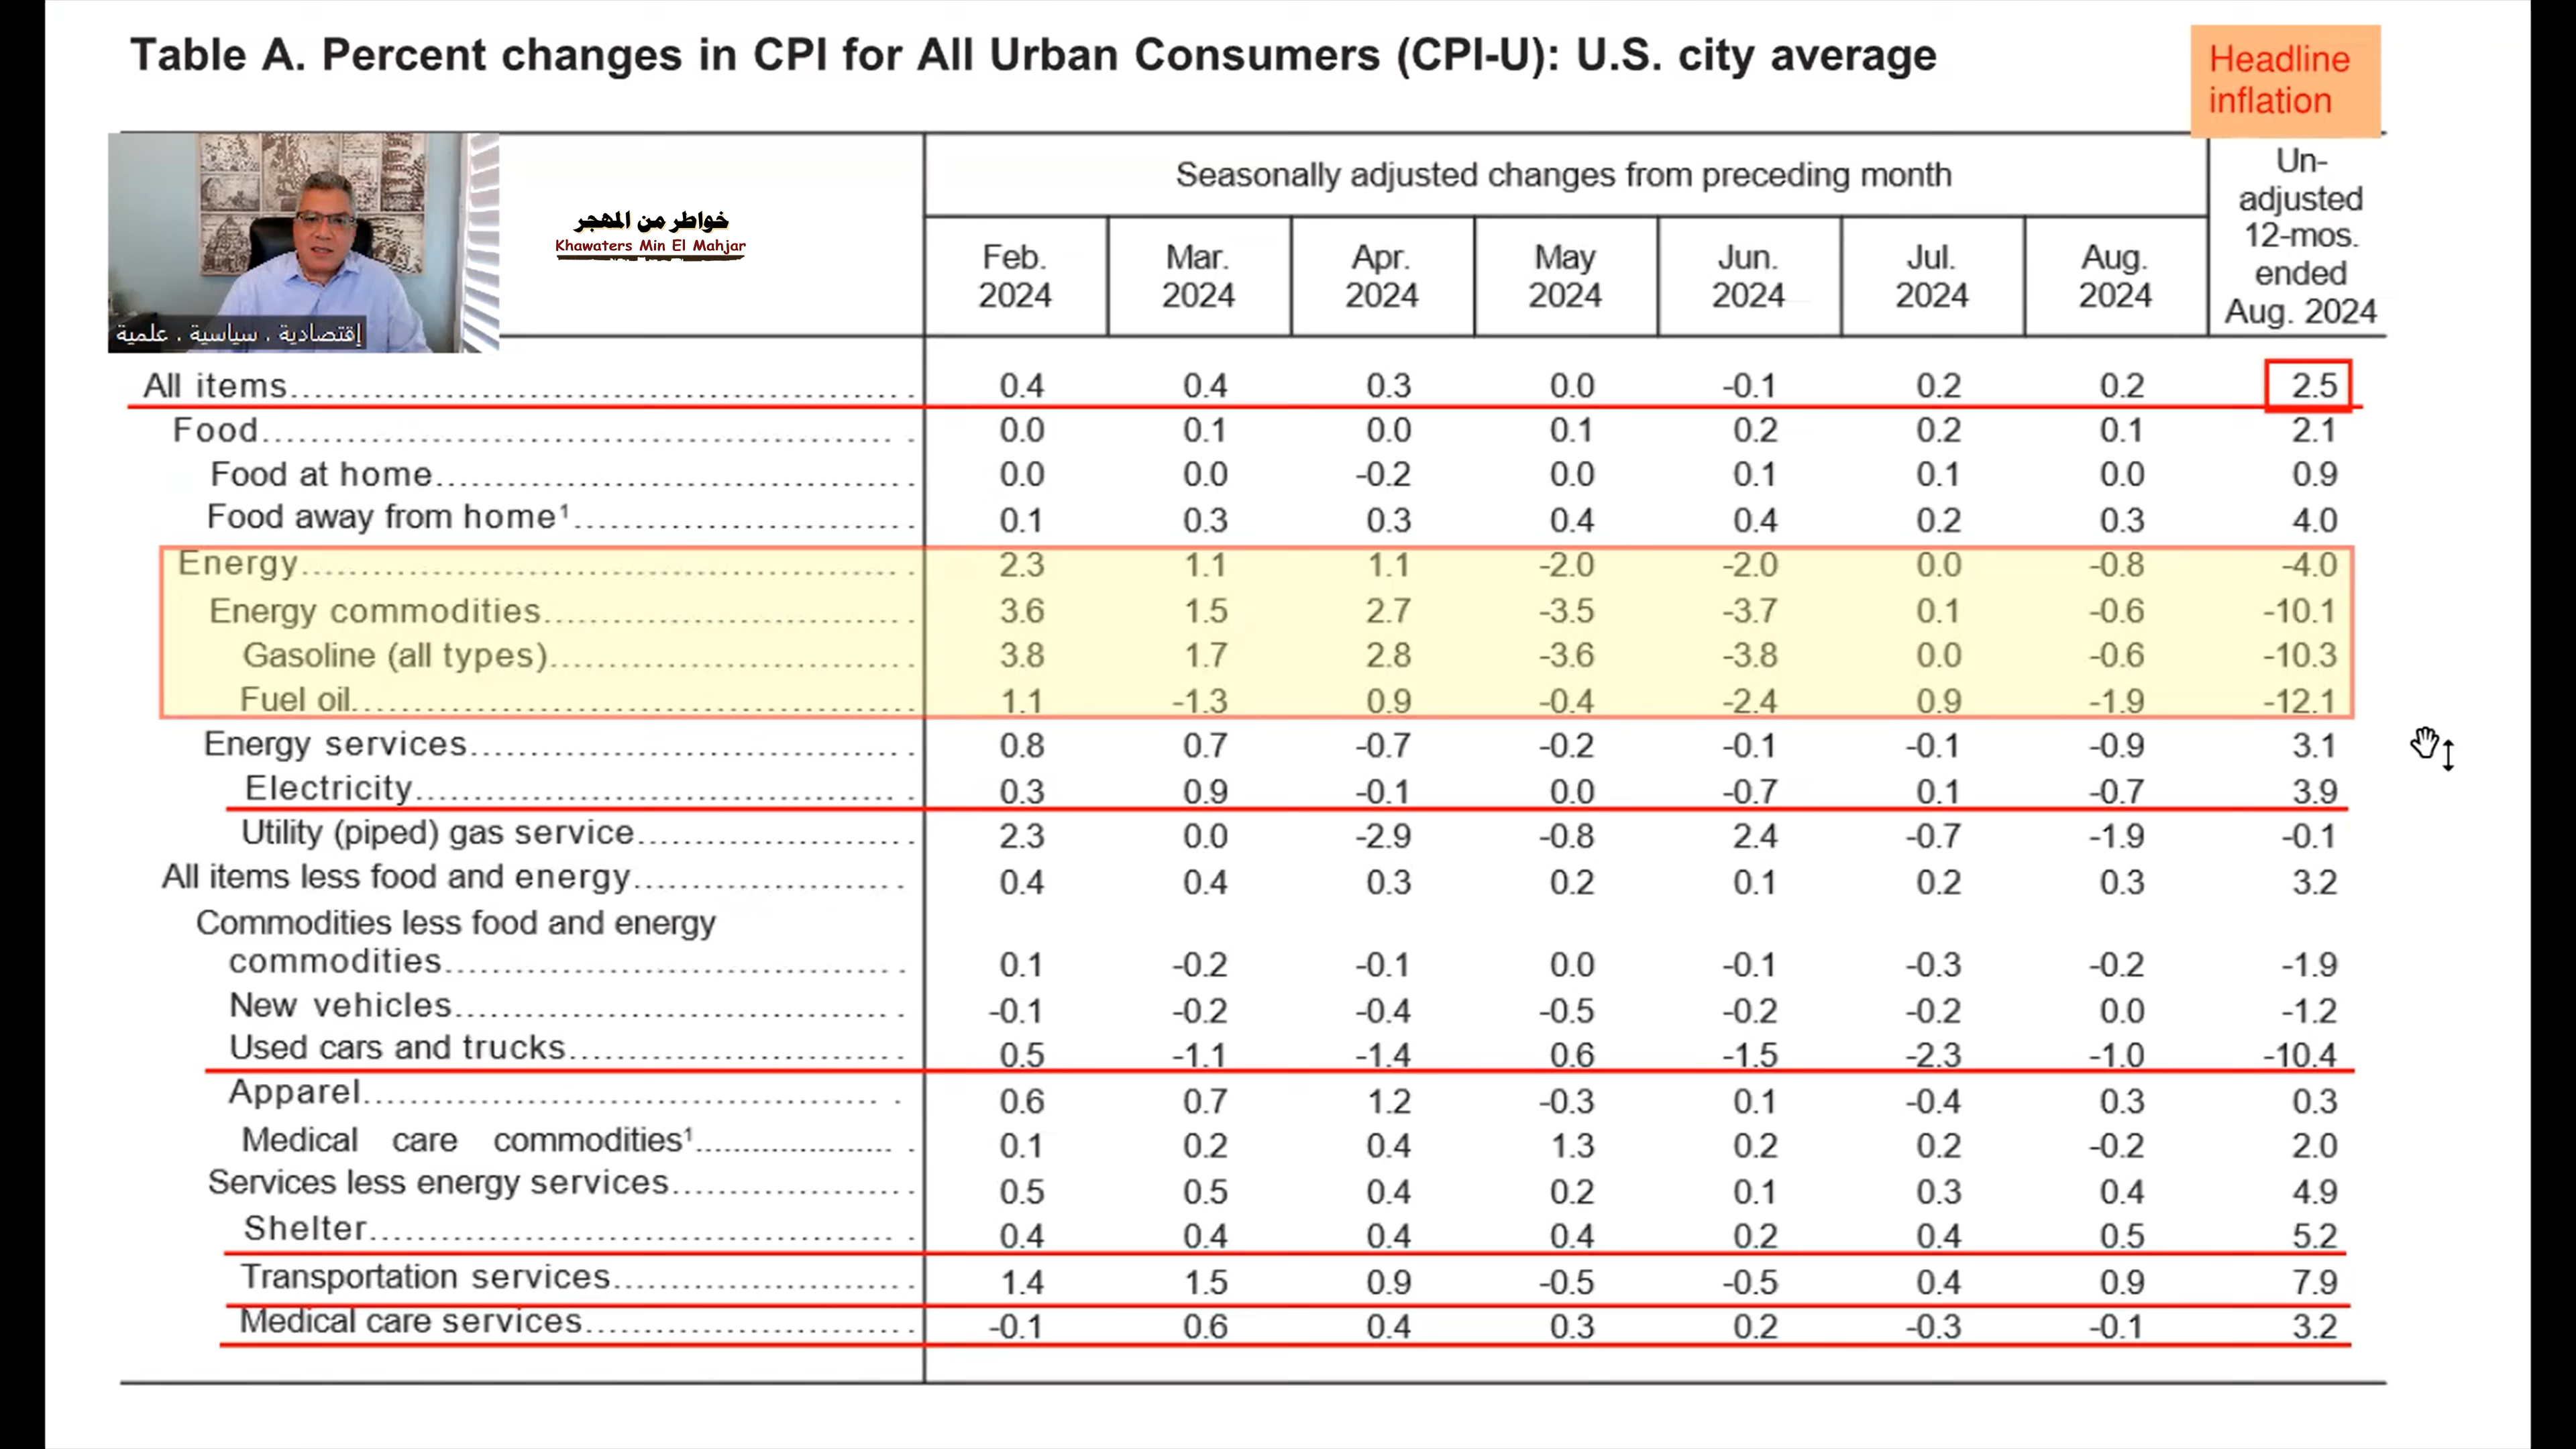 Table A. Percent changes in CPI for All Urban Consumers (CPI-U): U.S. city average
Headline
inflation
خواطر من المهجر
Khawaters Min El Mahjar
إقتصادية . سياسية . علمية
Seasonally adjusted changes from preceding month
Un-
adjusted
12-mos.
ended
Aug. 2024
Feb. 2024 Mar. 2024 Apr. 2024 May 2024 Jun. 2024 Jul. 2024 Aug. 2024
All items 0.4 0.4 0.3 0.0 -0.1 0.2 0.2 2.5
Food 0.0 0.1 0.0 0.1 0.2 0.2 0.1 2.1
Food at home 0.0 0.0 -0.2 0.0 0.1 0.1 0.0 0.9
Food away from home¹ 0.1 0.3 0.3 0.4 0.4 0.2 0.3 4.0
Energy 2.3 1.1 1.1 -2.0 -2.0 0.0 -0.8 -4.0
Energy commodities 3.6 1.5 2.7 -3.5 -3.7 0.1 -0.6 -10.1
Gasoline (all types) 3.8 1.7 2.8 -3.6 -3.8 0.0 -0.6 -10.3
Fuel oil 1.1 -1.3 0.9 -0.4 -2.4 0.9 -1.9 -12.1
Energy services 0.8 0.7 -0.7 -0.2 -0.1 -0.1 -0.9 3.1
Electricity 0.3 0.9 -0.1 0.0 -0.7 0.1 -0.7 3.9
Utility (piped) gas service 2.3 0.0 -2.9 -0.8 2.4 -0.7 -1.9 -0.1
All items less food and energy 0.4 0.4 0.3 0.2 0.1 0.2 0.3 3.2
Commodities less food and energy
commodities 0.1 -0.2 -0.1 0.0 -0.1 -0.3 -0.2 -1.9
New vehicles -0.1 -0.2 -0.4 -0.5 -0.2 -0.2 0.0 -1.2
Used cars and trucks 0.5 -1.1 -1.4 0.6 -1.5 -2.3 -1.0 -10.4
Apparel 0.6 0.7 1.2 -0.3 0.1 -0.4 0.3 0.3
Medical care commodities¹ 0.1 0.2 0.4 1.3 0.2 0.2 -0.2 2.0
Services less energy services 0.5 0.5 0.4 0.2 0.1 0.3 0.4 4.9
Shelter 0.4 0.4 0.4 0.4 0.2 0.4 0.5 5.2
Transportation services 1.4 1.5 0.9 -0.5 -0.5 0.4 0.9 7.9
Medical care services -0.1 0.6 0.4 0.3 0.2 -0.3 -0.1 3.2